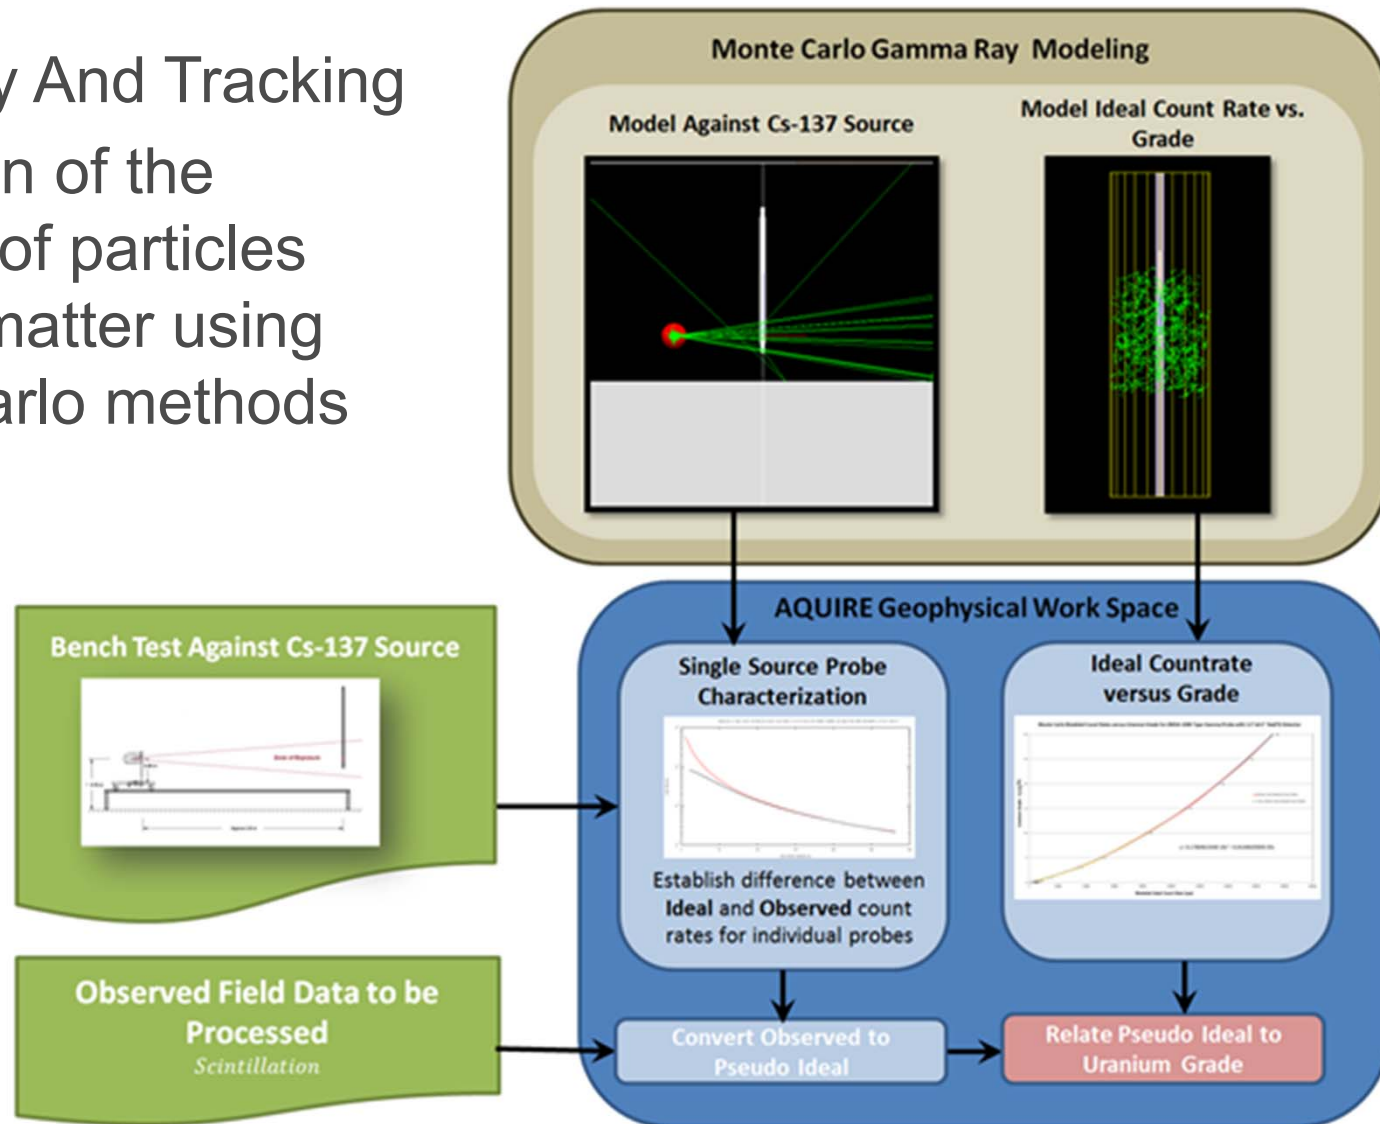 y And Tracking
n of the
of particles
matter using
arlo methods
Monte Carlo Gamma Ray Modeling
Model Against Cs-137 Source
Model Ideal Count Rate vs.
Grade
Bench Test Against Cs-137 Source
AQUIRE Geophysical Work Space
Single Source Probe
Characterization
Establish difference between
Ideal and Observed count
rates for individual probes
Ideal Countrate
versus Grade
Observed Field Data to be
Processed
Scintillation
Convert Observed to
Pseudo Ideal
Relate Pseudo Ideal to
Uranium Grade